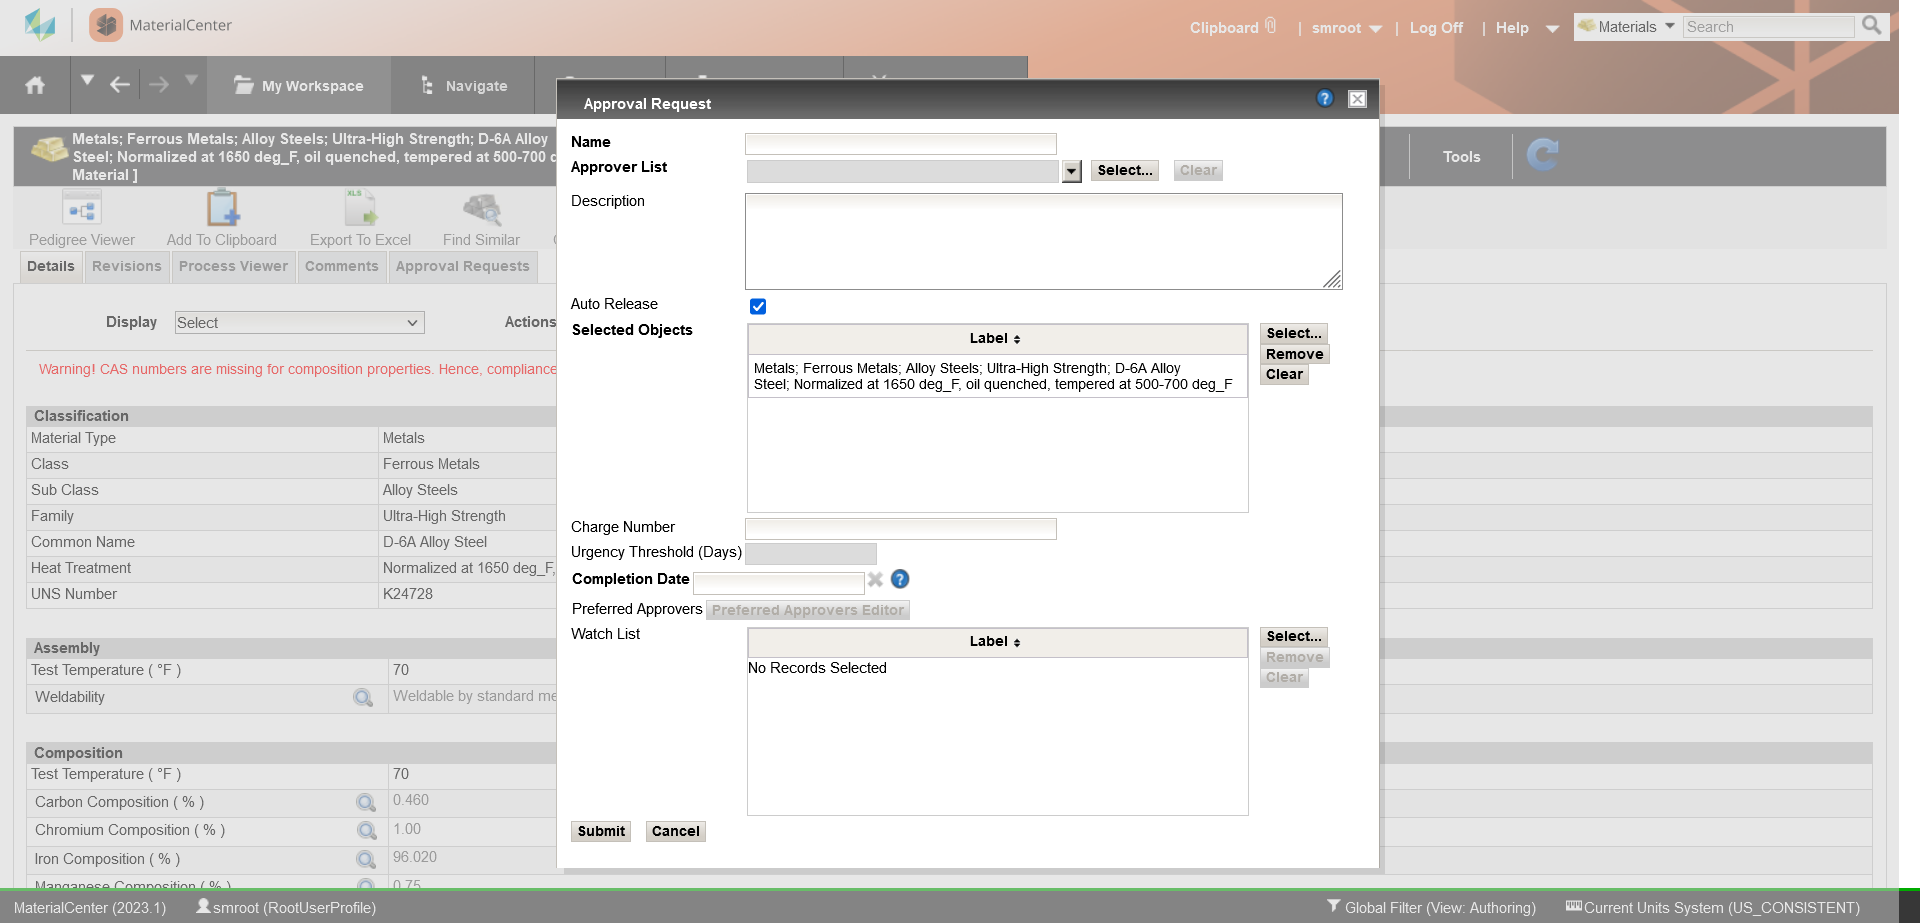 MaterialCenter
Clipboard | smroot | Log Off | Help
Materials Search
My Workspace Navigate
Approval Request
Metals; Ferrous Metals; Alloy Steels; Ultra-High Strength; D-6A Alloy
Steel; Normalized at 1650 deg_F, oil quenched, tempered at 500-700 d
Material ]
Tools
Pedigree Viewer Add To Clipboard Export To Excel Find Similar
Details Revisions Process Viewer Comments Approval Requests
Display Select Actions
Warning! CAS numbers are missing for composition properties. Hence, compliance
Classification
Material Type Metals
Class Ferrous Metals
Sub Class Alloy Steels
Family Ultra-High Strength
Common Name D-6A Alloy Steel
Heat Treatment Normalized at 1650 deg_F,
UNS Number K24728
Assembly
Test Temperature ( °F ) 70
Weldability Weldable by standard me
Composition
Test Temperature ( °F ) 70
Carbon Composition ( % ) 0.460
Chromium Composition ( % ) 1.00
Iron Composition ( % ) 96.020
Manganese Composition ( % ) 0.75
Name
Approver List Select... Clear
Description
Auto Release
Selected Objects
Label
Metals; Ferrous Metals; Alloy Steels; Ultra-High Strength; D-6A Alloy
Steel; Normalized at 1650 deg_F, oil quenched, tempered at 500-700 deg_F
Select...
Remove
Clear
Charge Number
Urgency Threshold (Days)
Completion Date
Preferred Approvers Preferred Approvers Editor
Watch List
Label
No Records Selected
Select...
Remove
Clear
Submit Cancel
MaterialCenter (2023.1) smroot (RootUserProfile) Global Filter (View: Authoring) Current Units System (US_CONSISTENT)